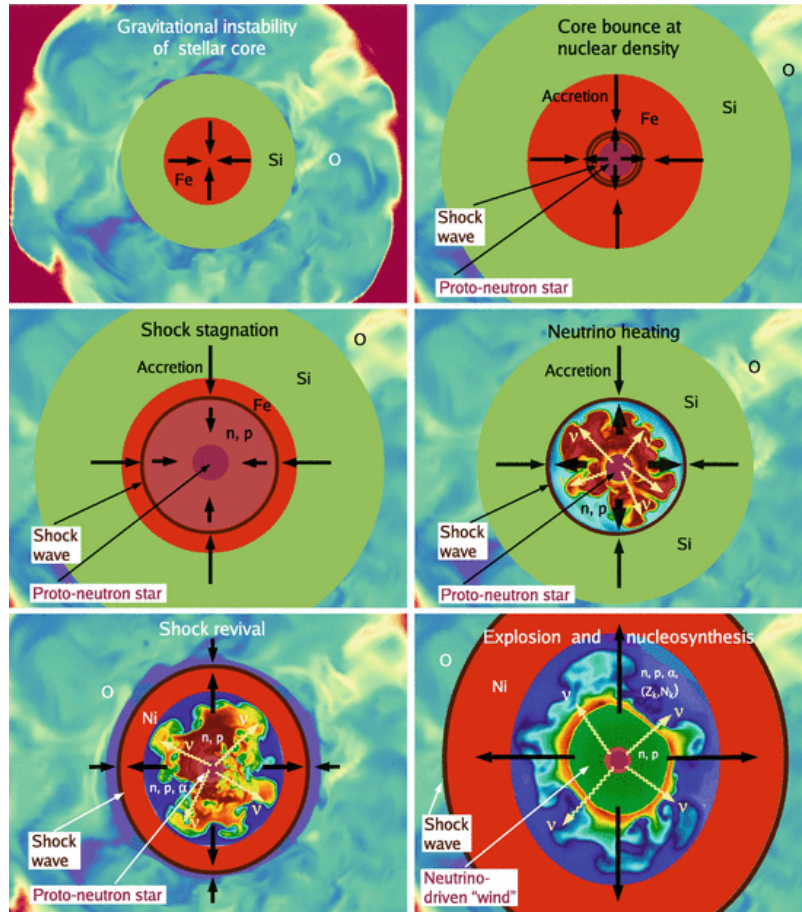 Gravitational instability
of stellar core
Fe
Si
O
Core bounce at
nuclear density
O
Accretion
Si
Fe
Shock
wave
Proto-neutron star
Shock stagnation
O
Accretion
Si
Fe
n, p
Shock
wave
Proto-neutron star
Neutrino heating
O
Accretion
Si
ν
ν
n, p
ν
Shock
wave
Si
Proto-neutron star
Shock revival
O
Ni
n, p
ν
ν
n, p, α
ν
ν
Shock
wave
Proto-neutron star
Explosion and nucleosynthesis
O
n, p, α,
(Zk,Nk)
Ni
ν
ν
n, p
ν
ν
Shock
wave
Neutrino-
driven "wind"